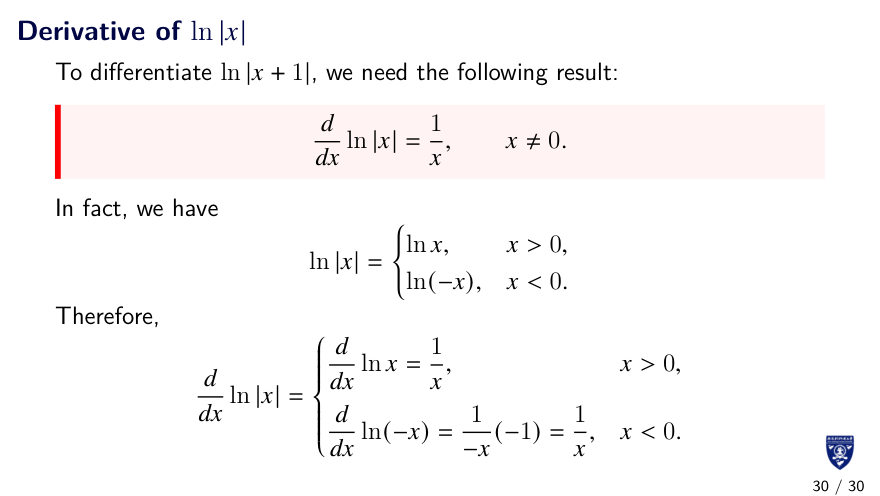 Derivative of ln |x|
To differentiate ln |x + 1|, we need the following result:
d/dx ln |x| = 1/x, x ≠ 0.
In fact, we have
ln |x| = { ln x, x > 0,
ln(−x), x < 0.
Therefore,
d/dx ln |x| = { d/dx ln x = 1/x, x > 0,
d/dx ln(−x) = 1/−x (−1) = 1/x, x < 0.
30 / 30